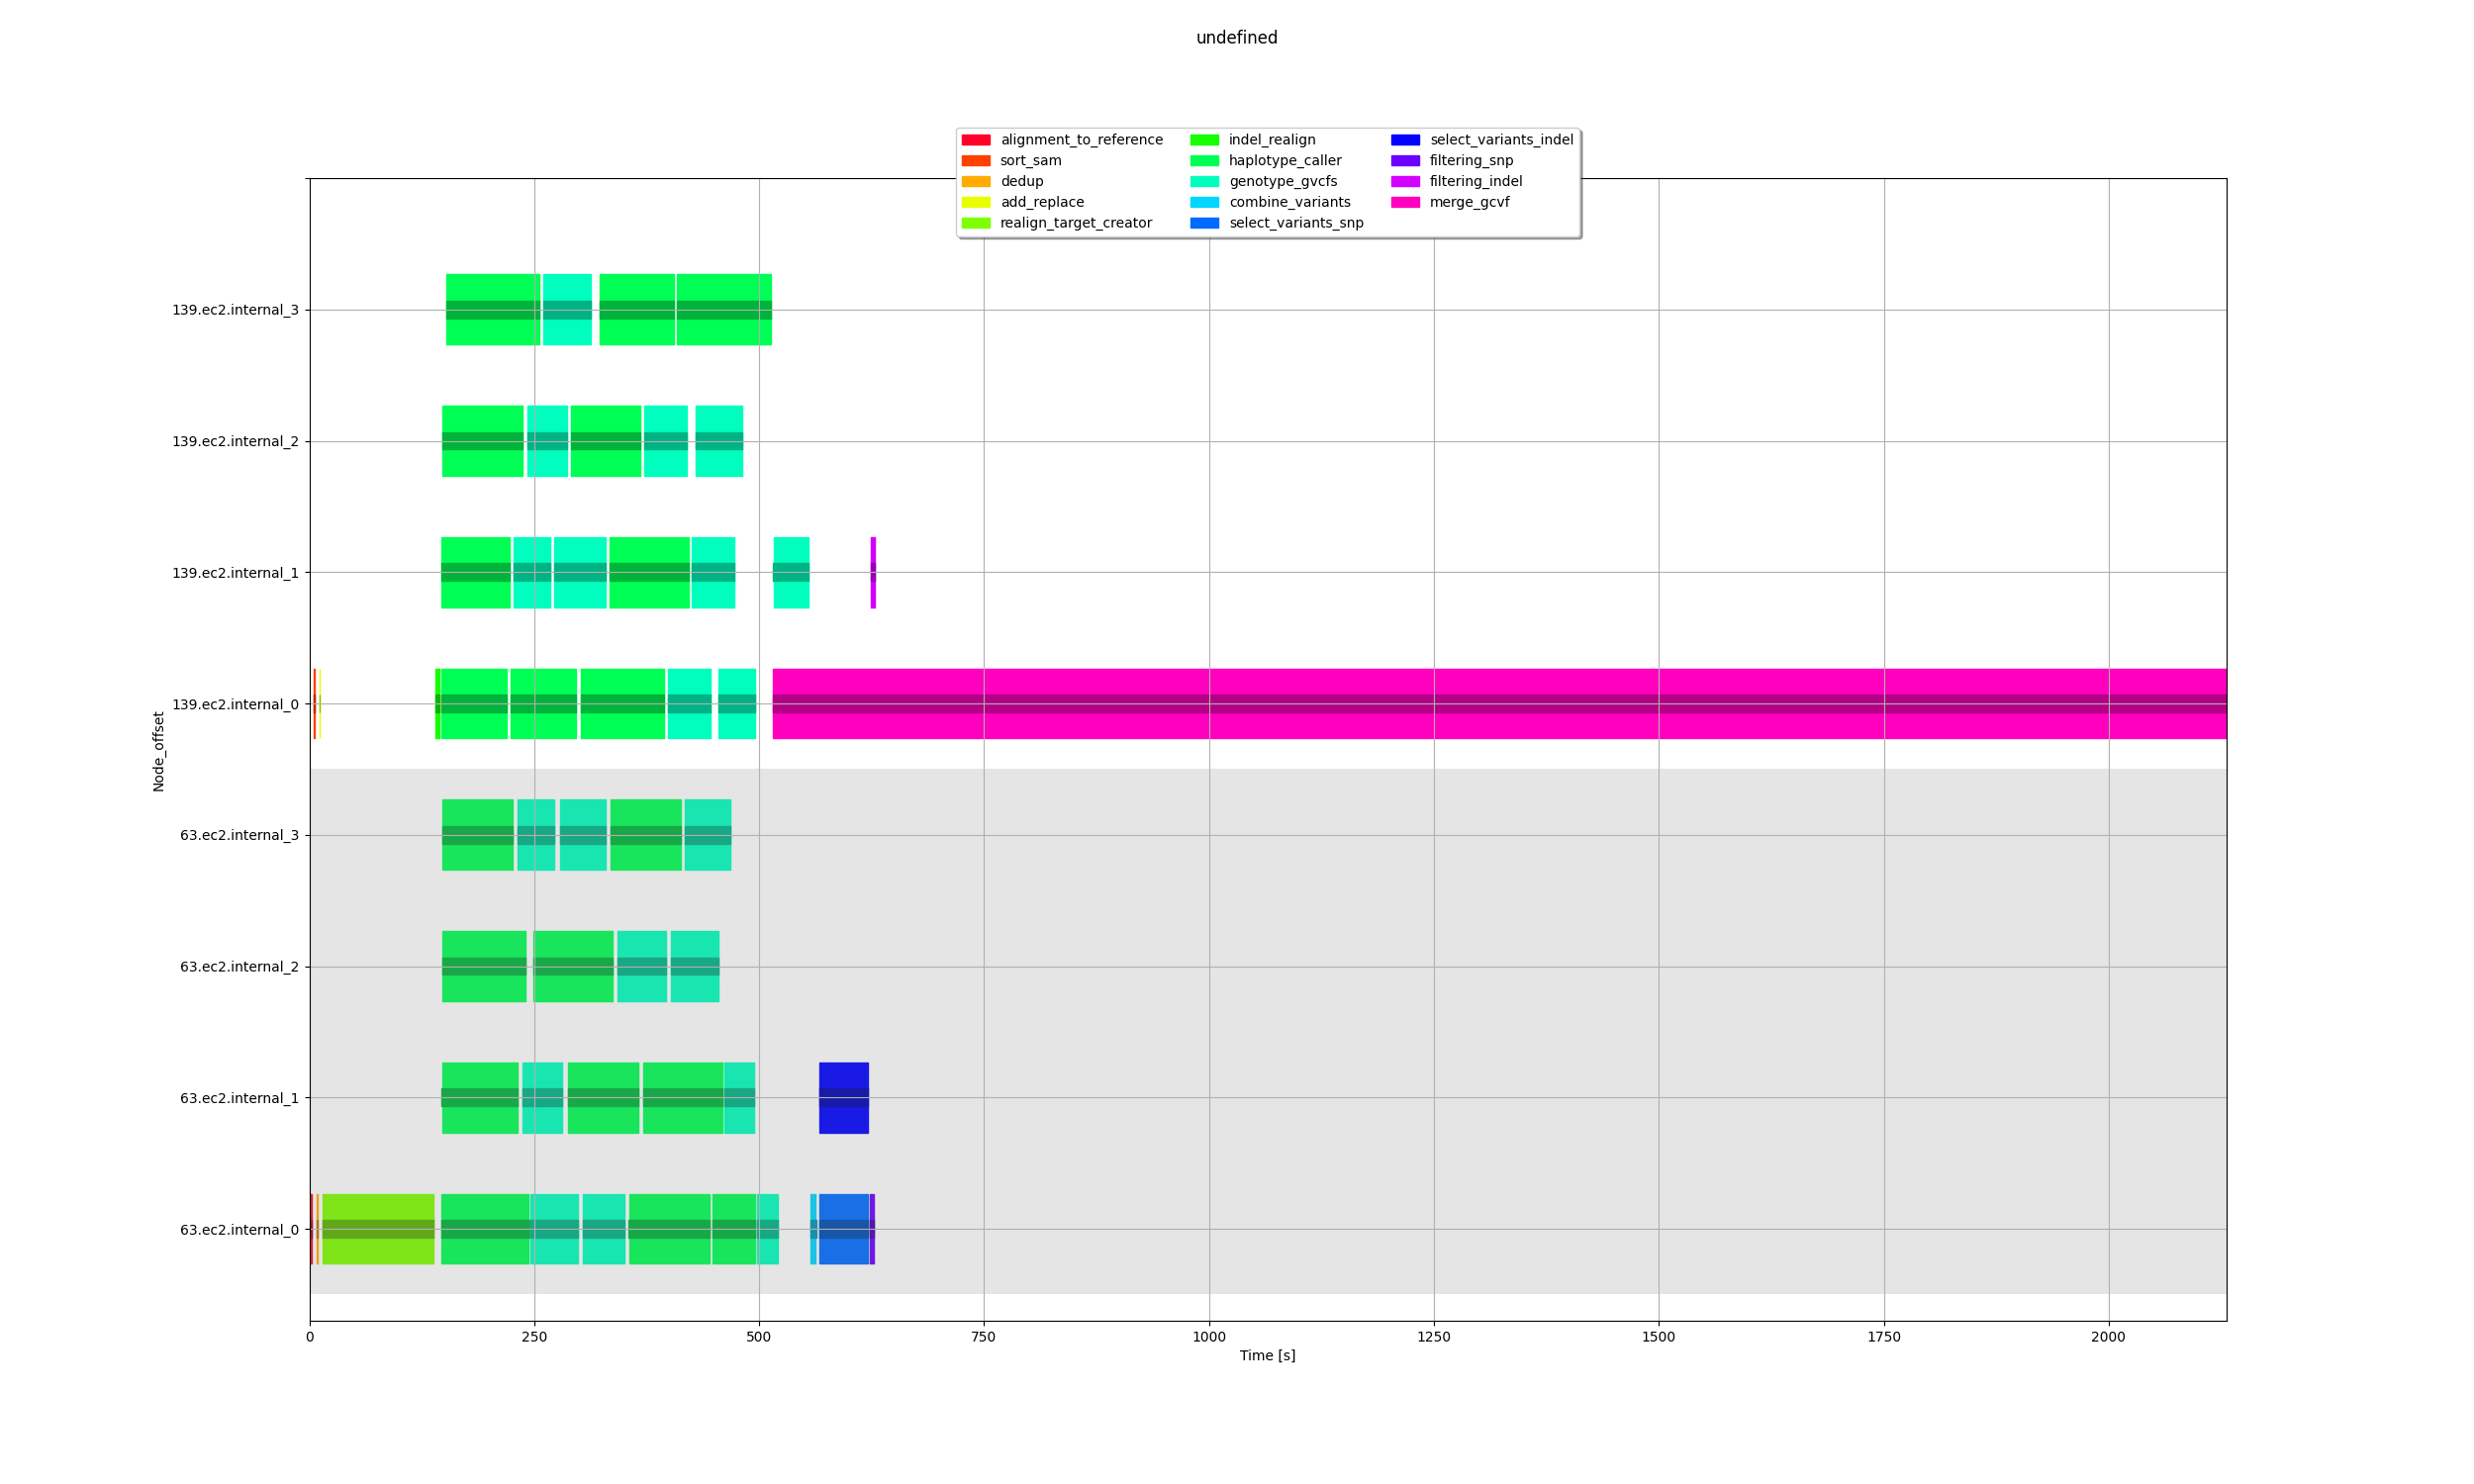 undefined
alignment_to_reference
sort_sam
dedup
add_replace
realign_target_creator
indel_realign
haplotype_caller
genotype_gvcfs
combine_variants
select_variants_snp
select_variants_indel
filtering_snp
filtering_indel
merge_gcvf
Node_offset
139.ec2.internal_3
139.ec2.internal_2
139.ec2.internal_1
139.ec2.internal_0
63.ec2.internal_3
63.ec2.internal_2
63.ec2.internal_1
63.ec2.internal_0
0 250 500 750 1000 1250 1500 1750 2000
Time [s]